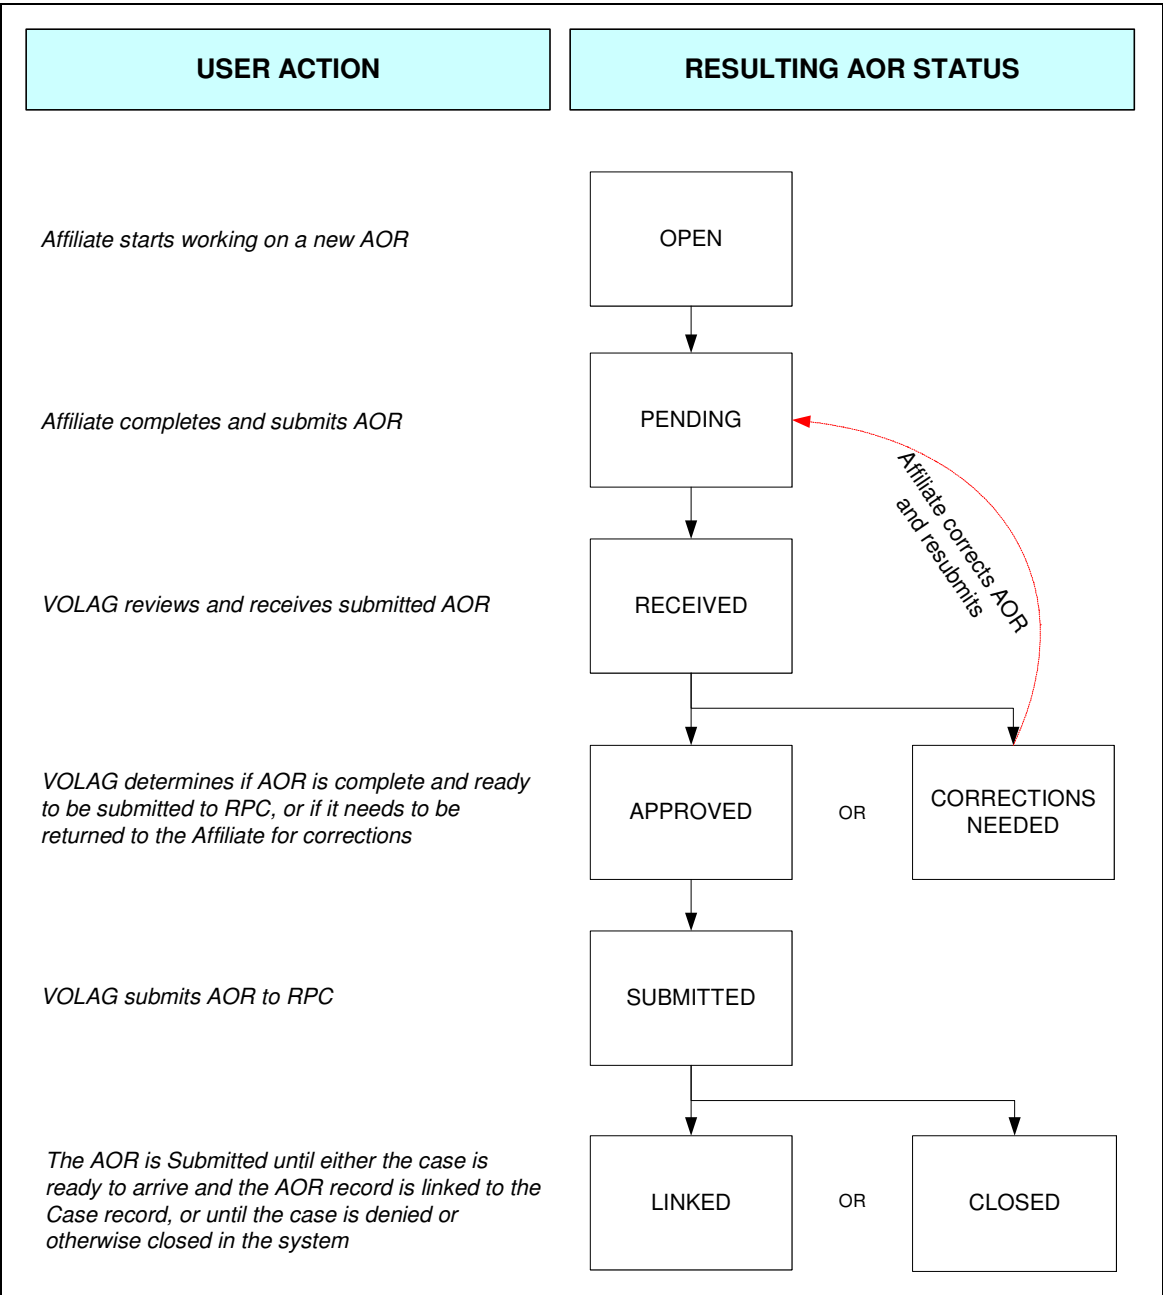 USER ACTION
RESULTING AOR STATUS
Affiliate starts working on a new AOR
OPEN
Affiliate completes and submits AOR
PENDING
Affiliate corrects AOR
and resubmits
VOLAG reviews and receives submitted AOR
RECEIVED
VOLAG determines if AOR is complete and ready
to be submitted to RPC, or if it needs to be
returned to the Affiliate for corrections
APPROVED
OR
CORRECTIONS
NEEDED
VOLAG submits AOR to RPC
SUBMITTED
The AOR is Submitted until either the case is
ready to arrive and the AOR record is linked to the
Case record, or until the case is denied or
otherwise closed in the system
LINKED
OR
CLOSED